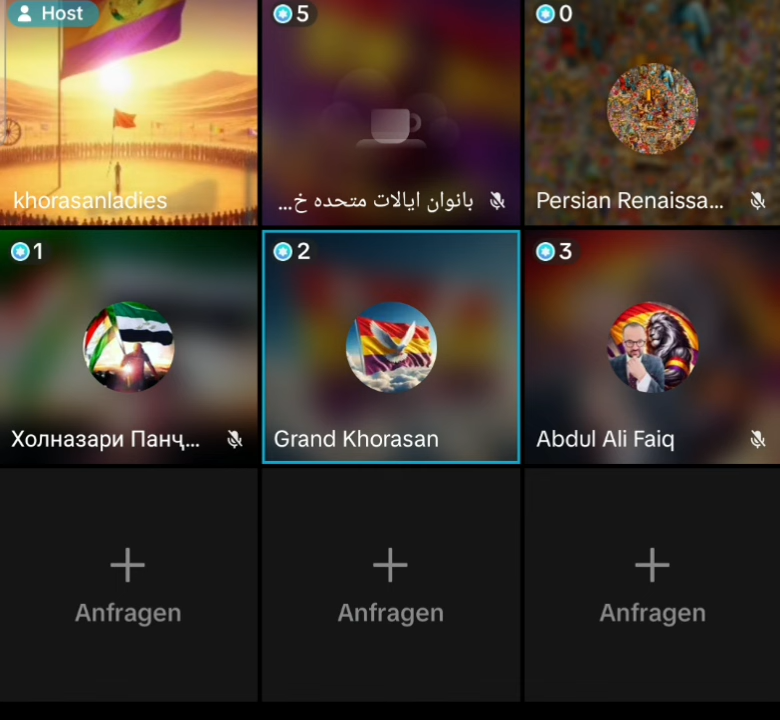 Host
khorasanladies
5
بانوان ایالات متحده خ...
0
Persian Renaissa...
1
Холназари Панҷ...
2
Grand Khorasan
3
Abdul Ali Faiq
Anfragen
Anfragen
Anfragen